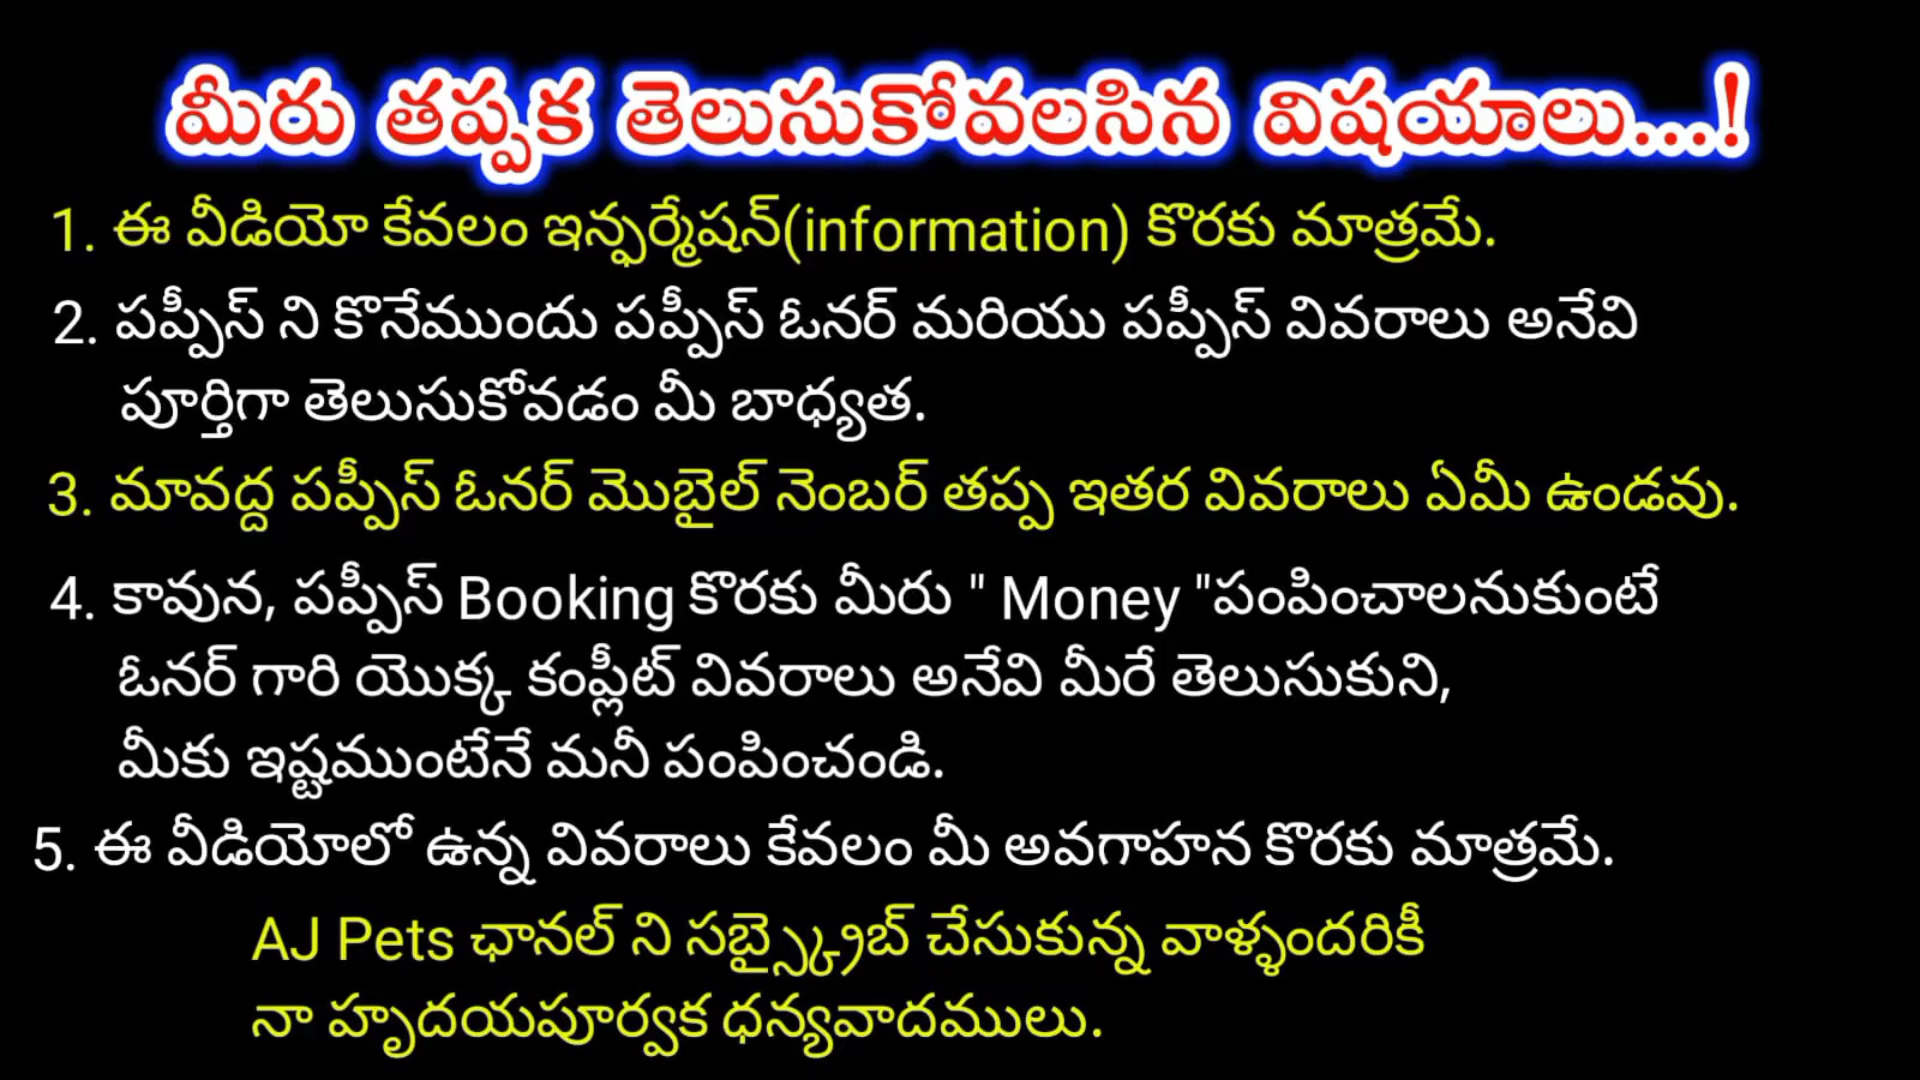 మీరు తప్పక తెలుసుకోవలసిన విషయాలు...!
1. ఈ వీడియో కేవలం ఇన్ఫర్మేషన్(information) కొరకు మాత్రమే.
2. పప్పీస్ ని కొనేముందు పప్పీస్ ఓనర్ మరియు పప్పీస్ వివరాలు అనేవి
పూర్తిగా తెలుసుకోవడం మీ బాధ్యత.
3. మావద్ద పప్పీస్ ఓనర్ మొబైల్ నెంబర్ తప్ప ఇతర వివరాలు ఏమీ ఉండవు.
4. కావున, పప్పీస్ Booking కొరకు మీరు " Money "పంపించాలనుకుంటే
ఓనర్ గారి యొక్క కంప్లీట్ వివరాలు అనేవి మీరే తెలుసుకుని,
మీకు ఇష్టముంటేనే మనీ పంపించండి.
5. ఈ వీడియోలో ఉన్న వివరాలు కేవలం మీ అవగాహన కొరకు మాత్రమే.
AJ Pets ఛానల్ ని సబ్స్క్రైబ్ చేసుకున్న వాళ్ళందరికీ
నా హృదయపూర్వక ధన్యవాదములు.